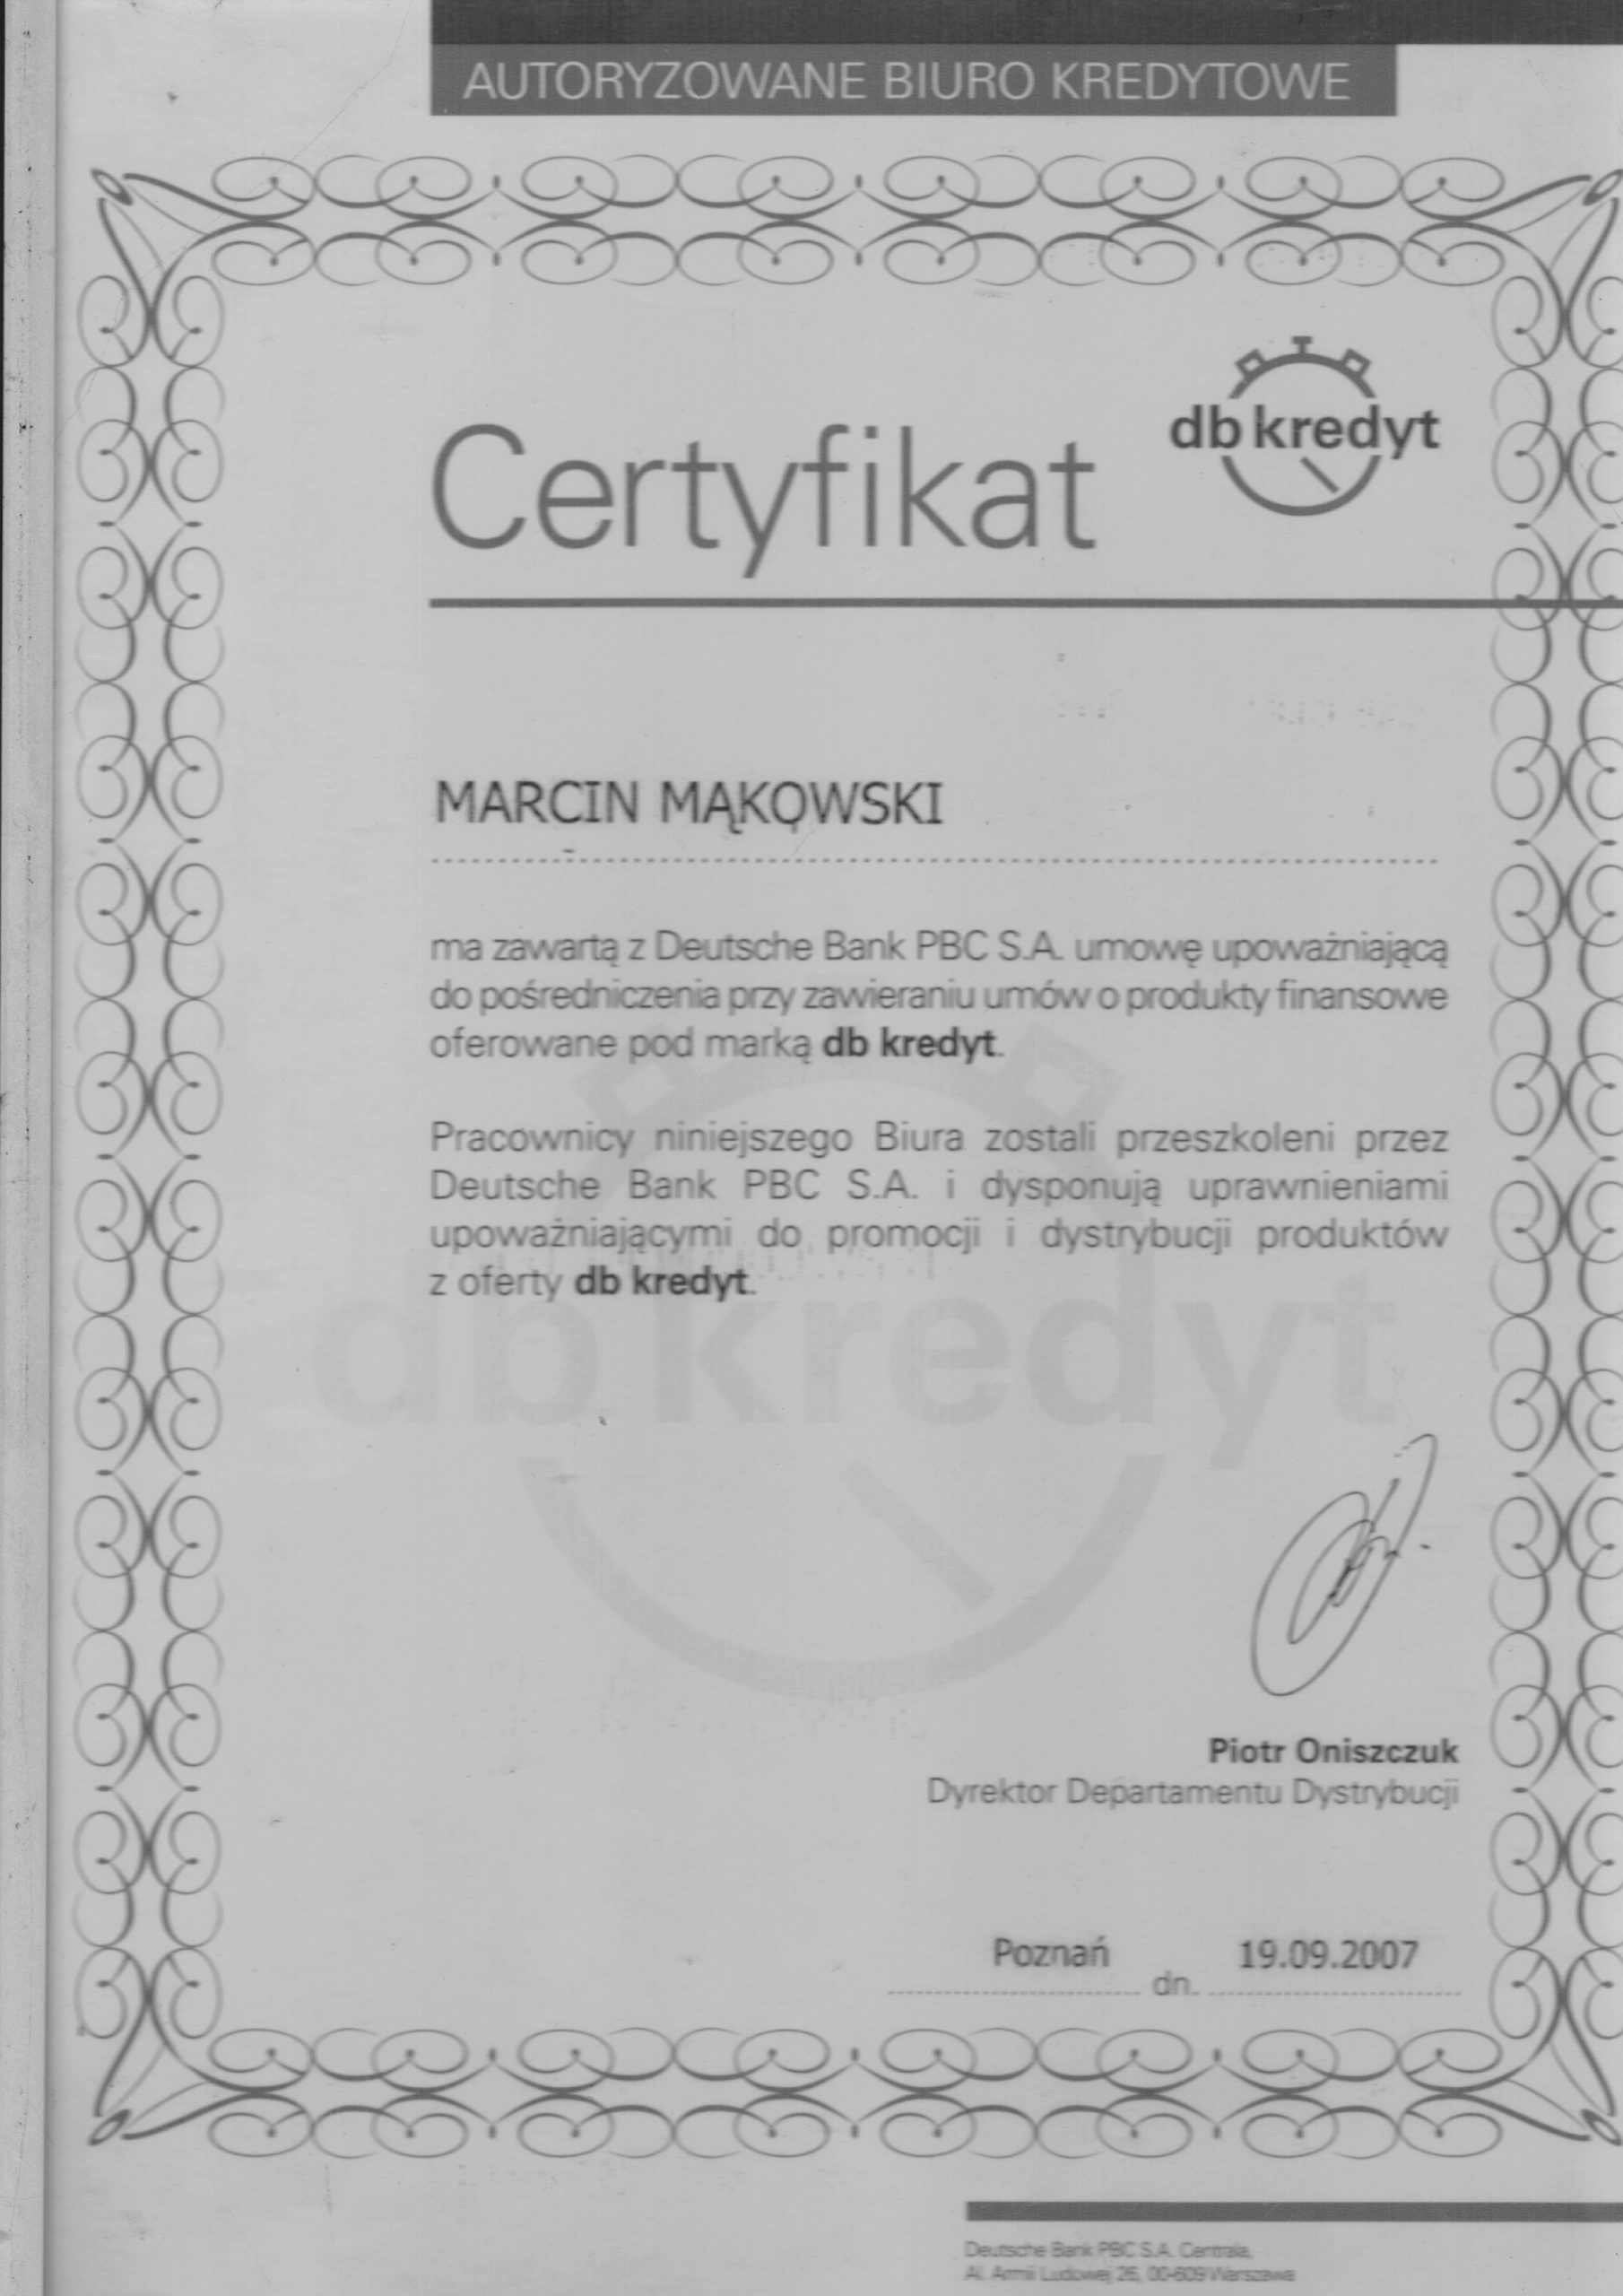 AUTORYZOWANE BIURO KREDYTOWE
db kredyt
Certyfikat
MARCIN MĄKOWSKI
ma zawartą z Deutsche Bank PBC S.A. umowę upoważniającą
do pośredniczenia przy zawieraniu umów o produkty finansowe
oferowane pod marką db kredyt.
Pracownicy niniejszego Biura zostali przeszkoleni przez
Deutsche Bank PBC S.A. i dysponują uprawnieniami
upoważniającymi do promocji i dystrybucji produktów
z oferty db kredyt.
db kredyt
Piotr Oniszczuk
Dyrektor Departamentu Dystrybucji
Poznań dn. 19.09.2007
Deutsche Bank PBC S.A. Centrala,
Al. Armii Ludowej 26, 00-609 Warszawa